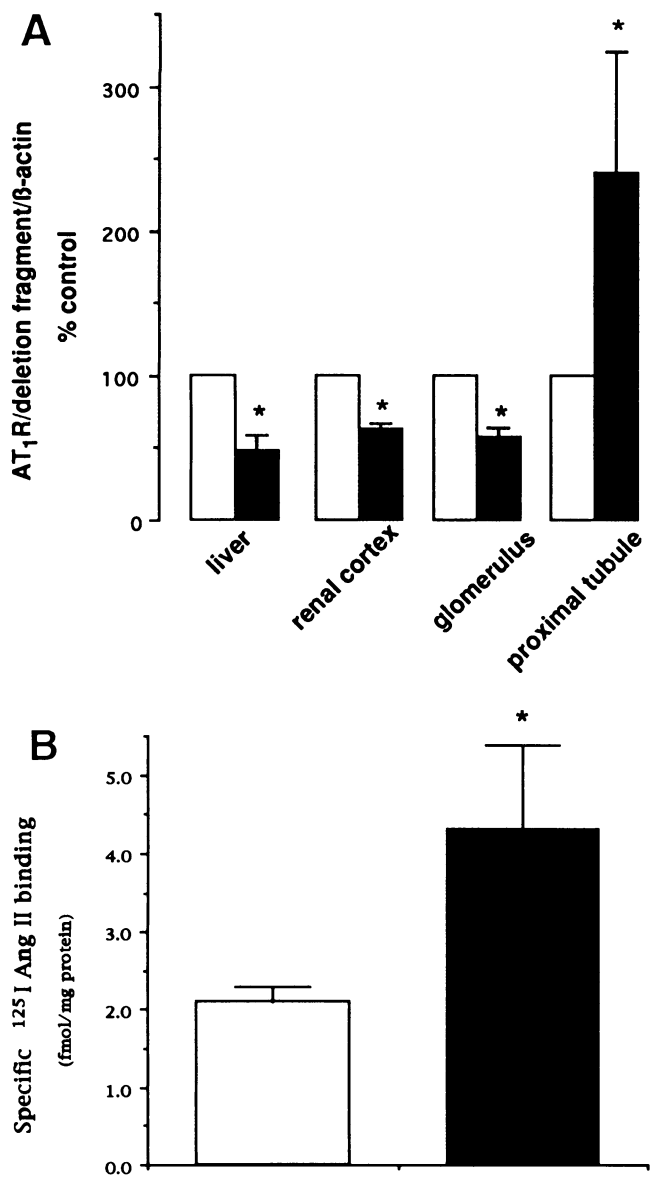 A
AT1R/deletion fragment/ß-actin
% control
300
200
100
0
*
*
*
*
liver
renal cortex
glomerulus
proximal tubule
B
Specific 125I Ang II binding
(fmol/mg protein)
5.0
4.0
3.0
2.0
1.0
0.0
*